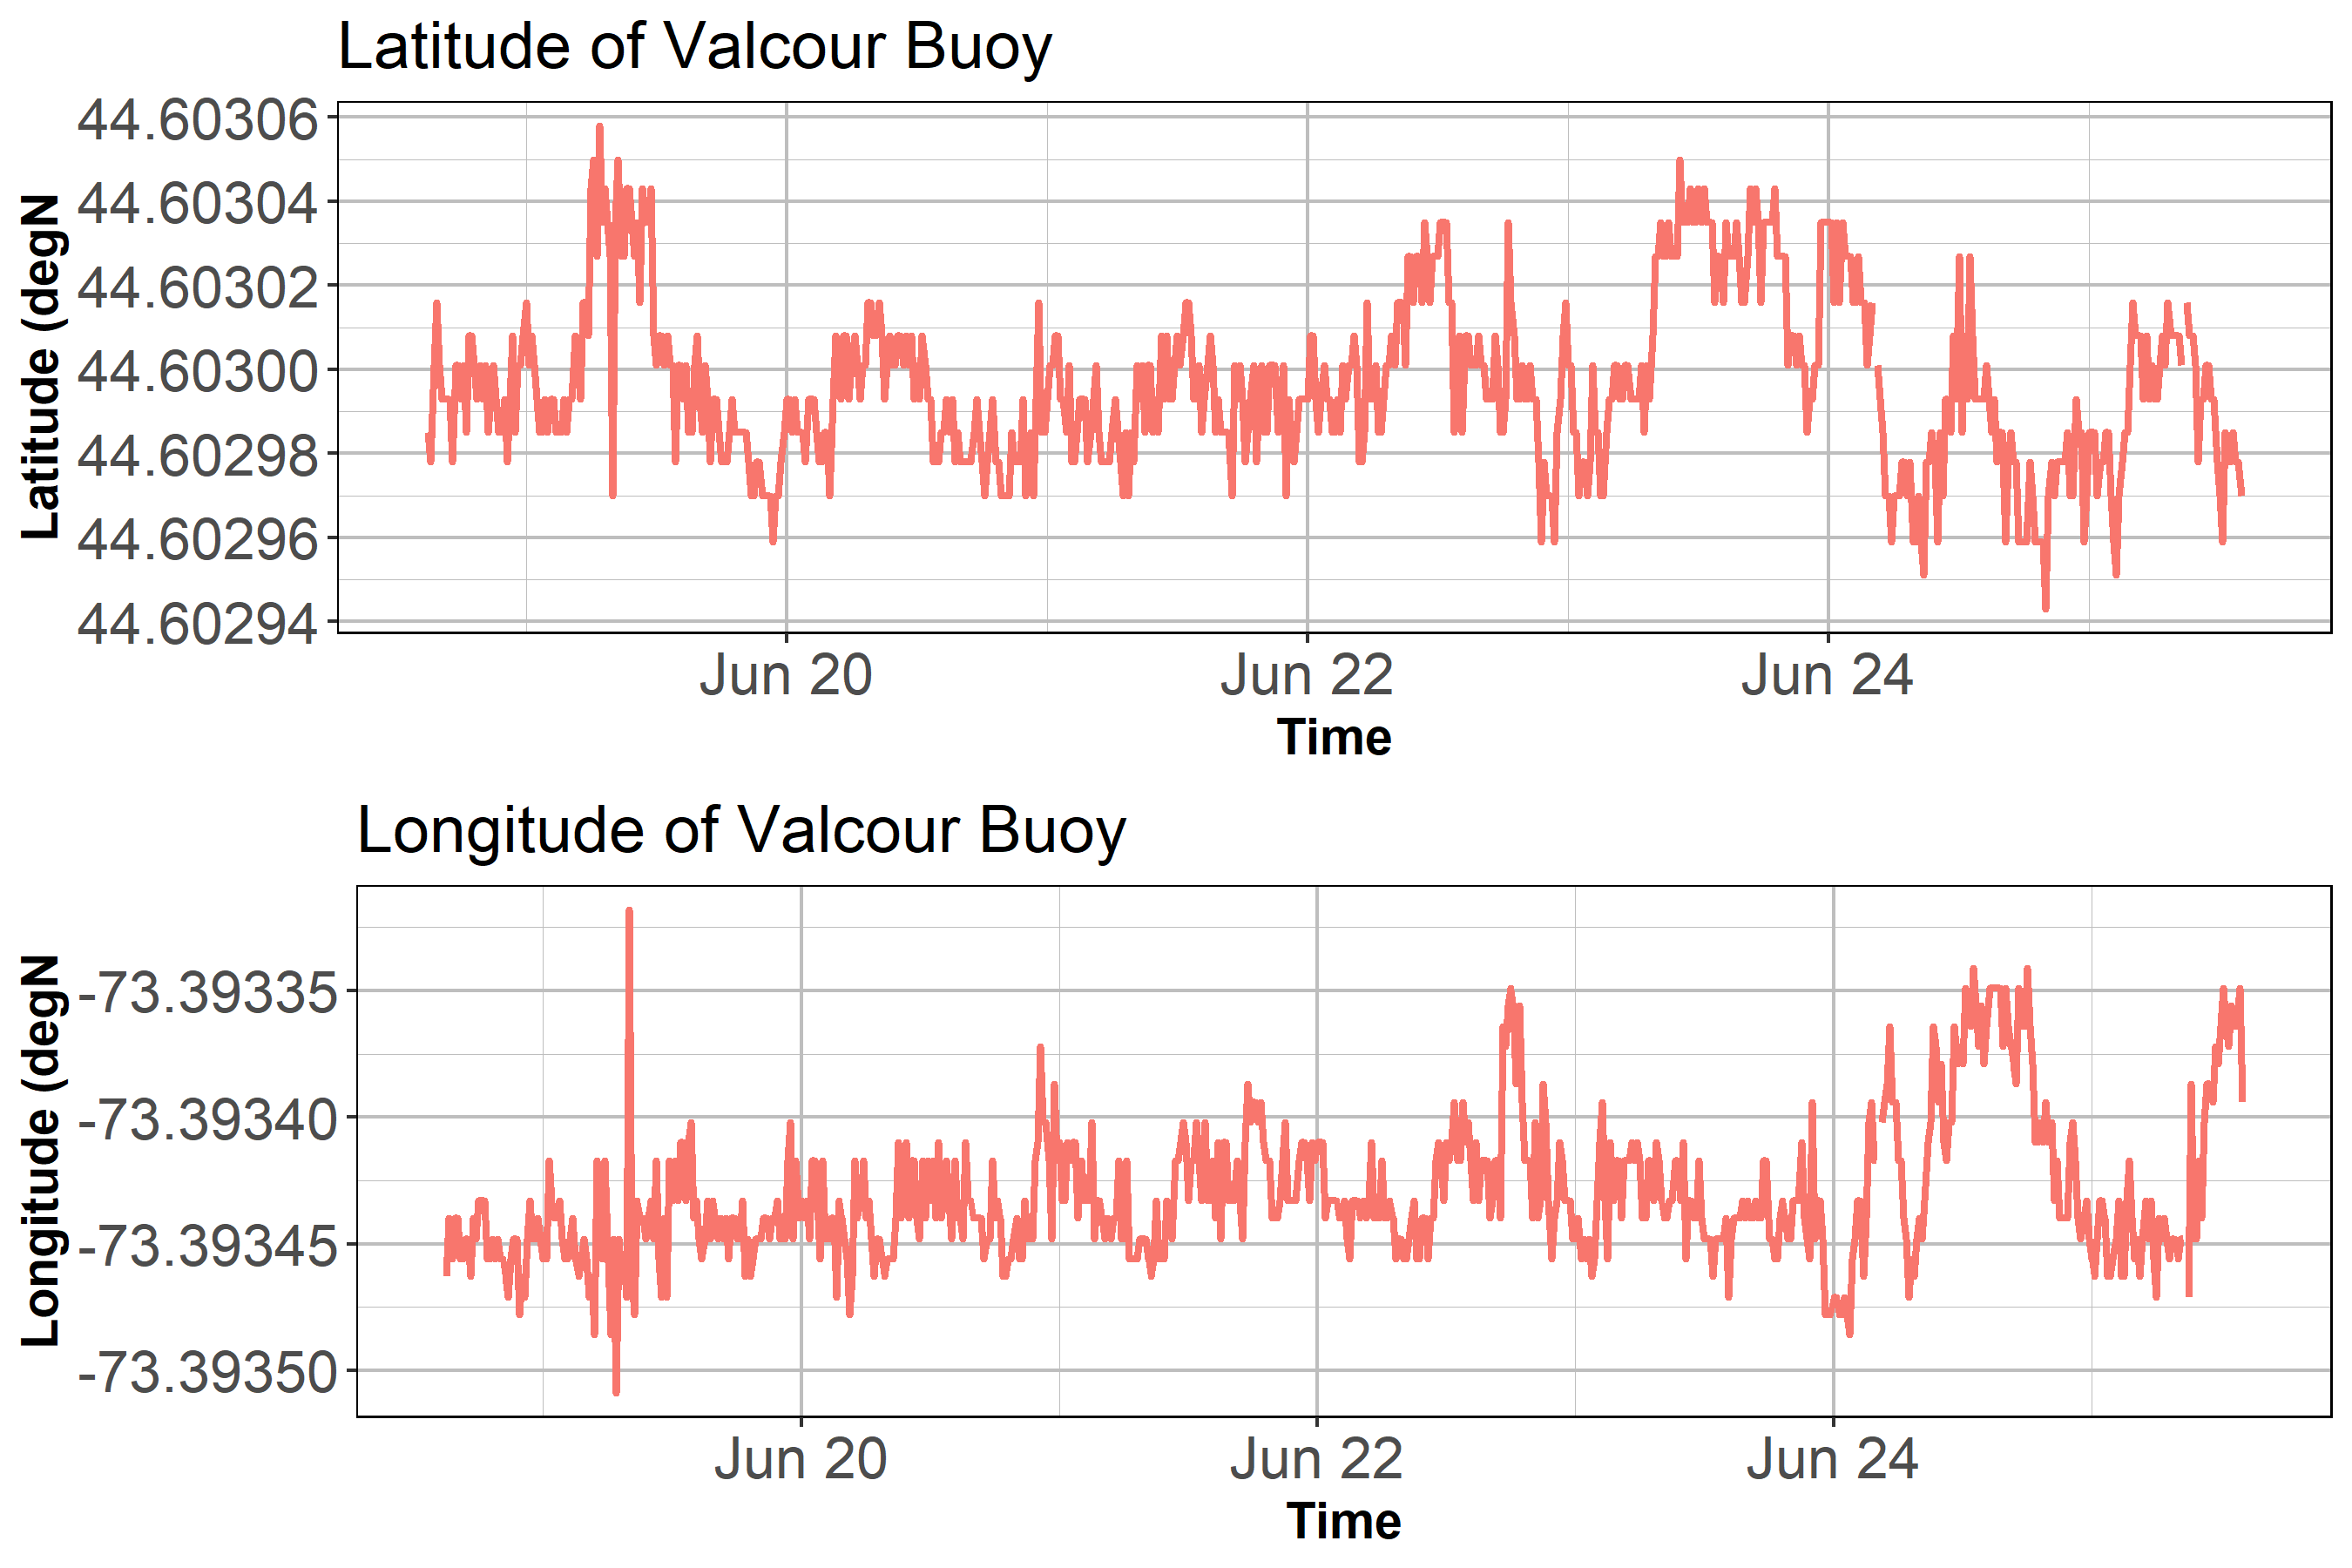 Latitude of Valcour Buoy
Latitude (degN
44.60306
44.60304
44.60302
44.60300
44.60298
44.60296
44.60294
Jun 20 Jun 22 Jun 24
Time
Longitude of Valcour Buoy
Longitude (degN
-73.39335
-73.39340
-73.39345
-73.39350
Jun 20 Jun 22 Jun 24
Time